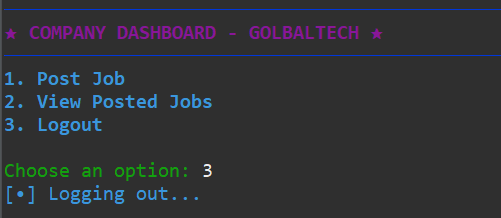 ★ COMPANY DASHBOARD - GOLBALTECH ★
1. Post Job
2. View Posted Jobs
3. Logout
Choose an option: 3
[•] Logging out...